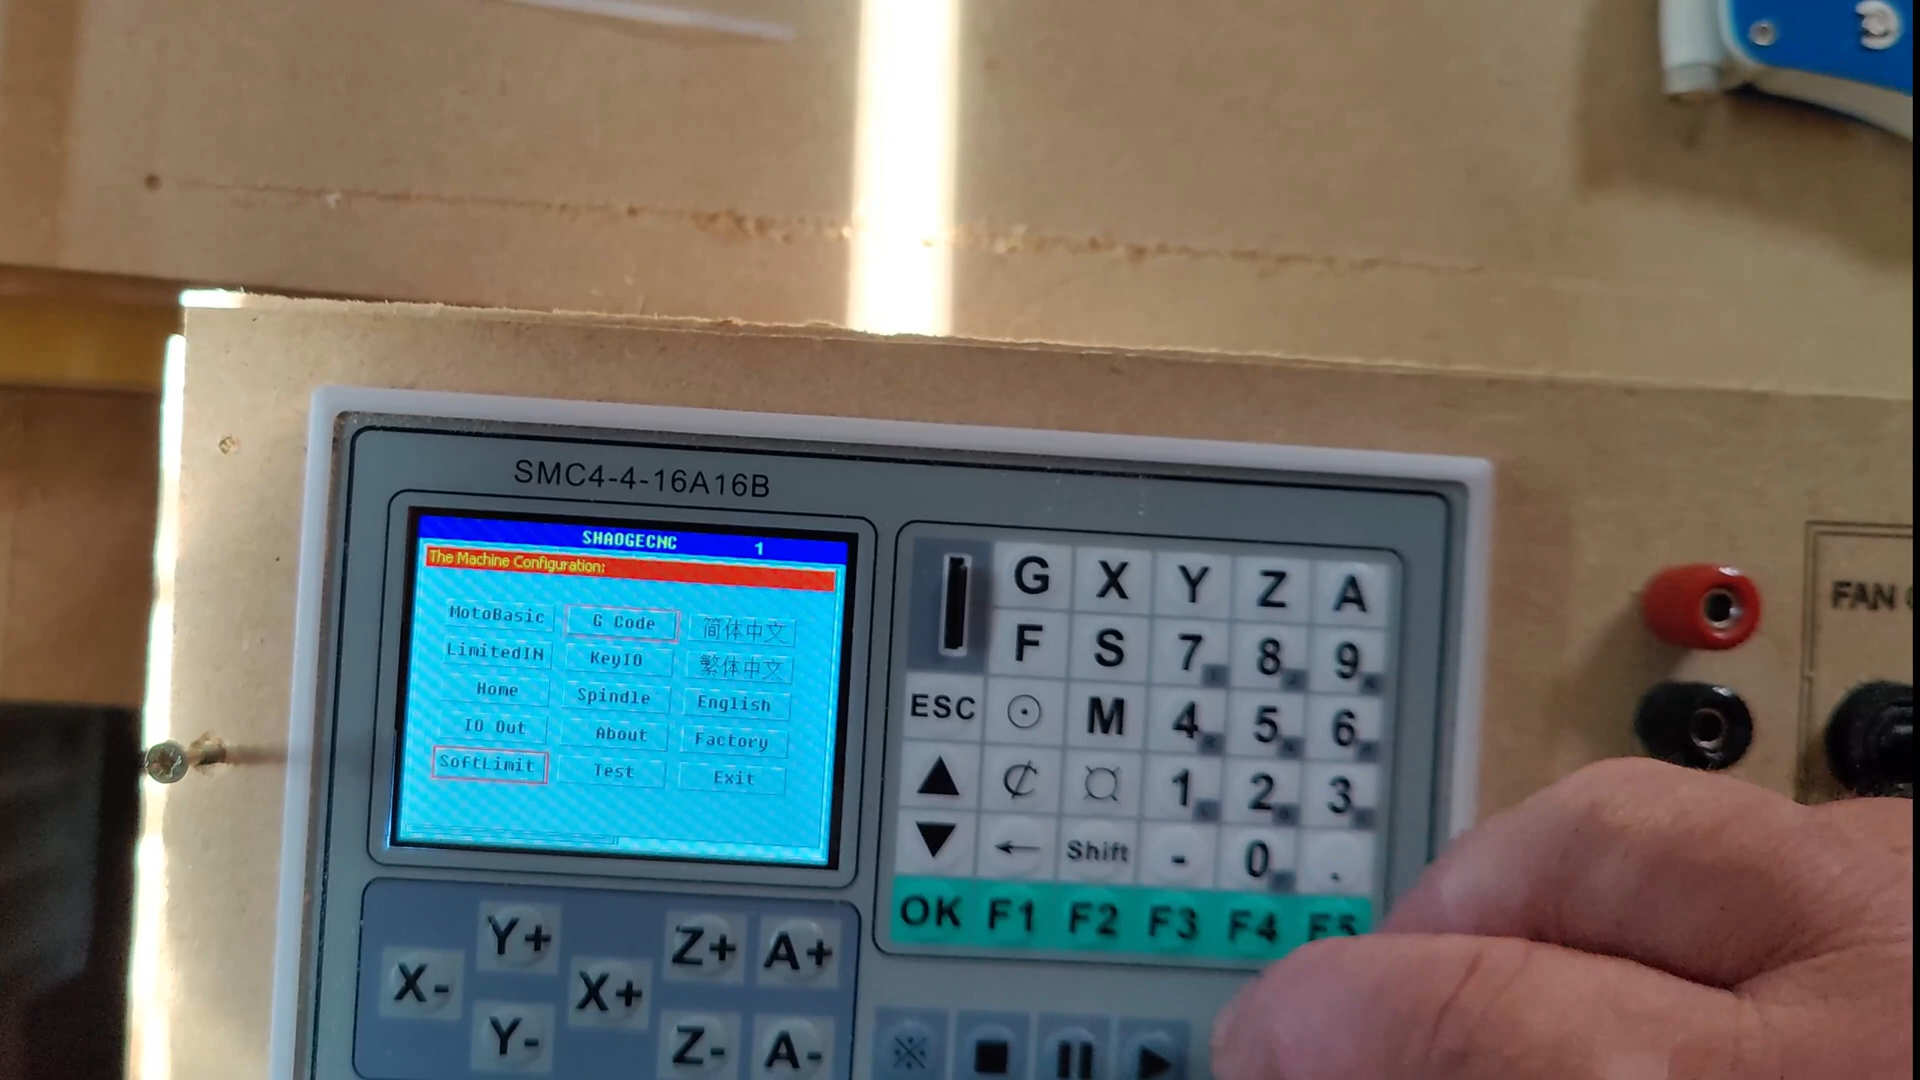 SMC4-4-16A16B
SHAOGECNC 1
The Machine Configuration:
MotoBasic G Code 简体中文
LimitedIN KeyIO 繁体中文
Home Spindle English
IO Out About Factory
SoftLimit Test Exit
G X Y Z A
F S 7 8 9
ESC M 4 5 6
1 2 3
Shift - 0 .
OK F1 F2 F3 F4 F5
Y+ Z+ A+
X- X+
Y- Z- A-
FAN